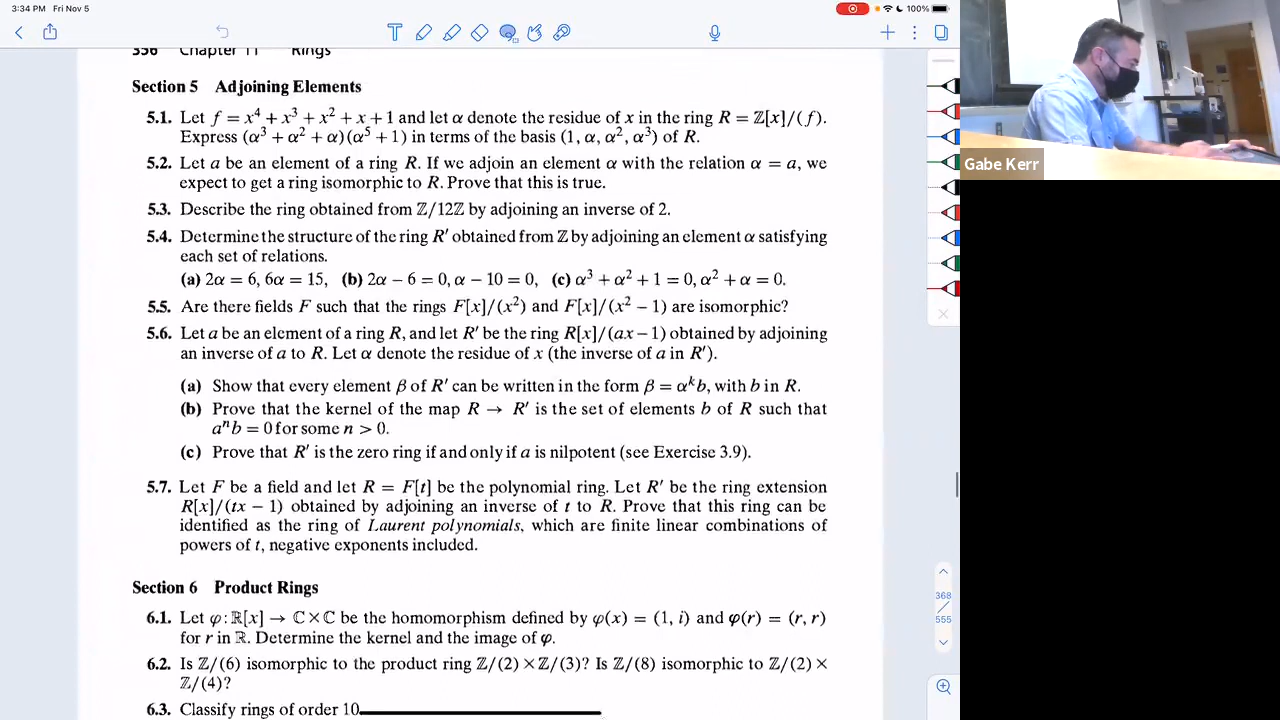 3:34 PM Fri Nov 5
100%
356 Chapter 11 Rings
Section 5 Adjoining Elements
5.1. Let f = x⁴ + x³ + x² + x + 1 and let α denote the residue of x in the ring R = ℤ[x]/(f).
Express (α³ + α² + α)(α⁵ + 1) in terms of the basis (1, α, α², α³) of R.
5.2. Let a be an element of a ring R. If we adjoin an element α with the relation α = a, we
expect to get a ring isomorphic to R. Prove that this is true.
5.3. Describe the ring obtained from ℤ/12ℤ by adjoining an inverse of 2.
5.4. Determine the structure of the ring R′ obtained from ℤ by adjoining an element α satisfying
each set of relations.
(a) 2α = 6, 6α = 15, (b) 2α − 6 = 0, α − 10 = 0, (c) α³ + α² + 1 = 0, α² + α = 0.
5.5. Are there fields F such that the rings F[x]/(x²) and F[x]/(x² − 1) are isomorphic?
5.6. Let a be an element of a ring R, and let R′ be the ring R[x]/(ax − 1) obtained by adjoining
an inverse of a to R. Let α denote the residue of x (the inverse of a in R′).
(a) Show that every element β of R′ can be written in the form β = αᵏb, with b in R.
(b) Prove that the kernel of the map R → R′ is the set of elements b of R such that
aⁿb = 0 for some n > 0.
(c) Prove that R′ is the zero ring if and only if a is nilpotent (see Exercise 3.9).
5.7. Let F be a field and let R = F[t] be the polynomial ring. Let R′ be the ring extension
R[x]/(tx − 1) obtained by adjoining an inverse of t to R. Prove that this ring can be
identified as the ring of Laurent polynomials, which are finite linear combinations of
powers of t, negative exponents included.
Section 6 Product Rings
6.1. Let φ: ℝ[x] → ℂ×ℂ be the homomorphism defined by φ(x) = (1, i) and φ(r) = (r, r)
for r in ℝ. Determine the kernel and the image of φ.
6.2. Is ℤ/(6) isomorphic to the product ring ℤ/(2) × ℤ/(3)? Is ℤ/(8) isomorphic to ℤ/(2) ×
ℤ/(4)?
6.3. Classify rings of order 10
368
/
555
Gabe Kerr